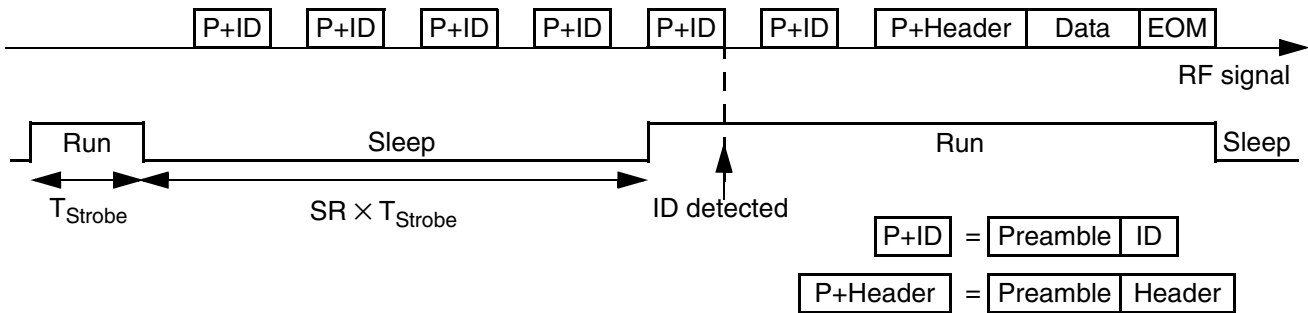 P+ID P+ID P+ID P+ID P+ID P+ID P+Header Data EOM
RF signal
Run Sleep Run Sleep
TStrobe SR × TStrobe ID detected
P+ID = Preamble ID
P+Header = Preamble Header